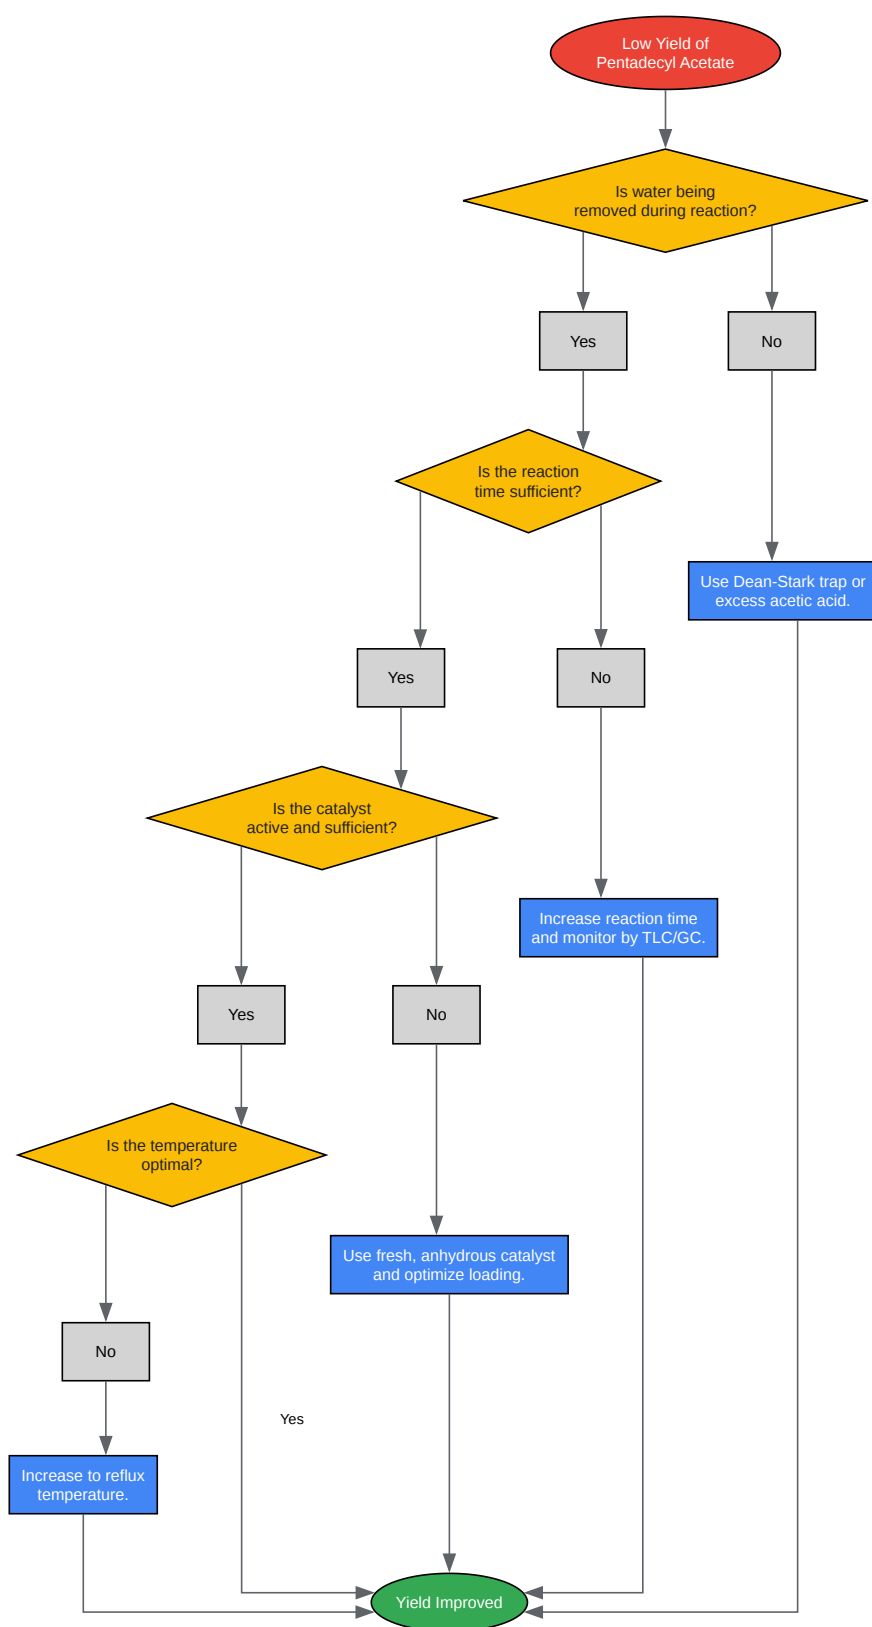 Low Yield of
Pentadecyl Acetate
Is water being
removed during reaction?
Yes
No
Is the reaction
time sufficient?
Use Dean-Stark trap or
excess acetic acid.
Yes
No
Is the catalyst
active and sufficient?
Increase reaction time
and monitor by TLC/GC.
Yes
No
Is the temperature
optimal?
Use fresh, anhydrous catalyst
and optimize loading.
No
Yes
Increase to reflux
temperature.
Yield Improved